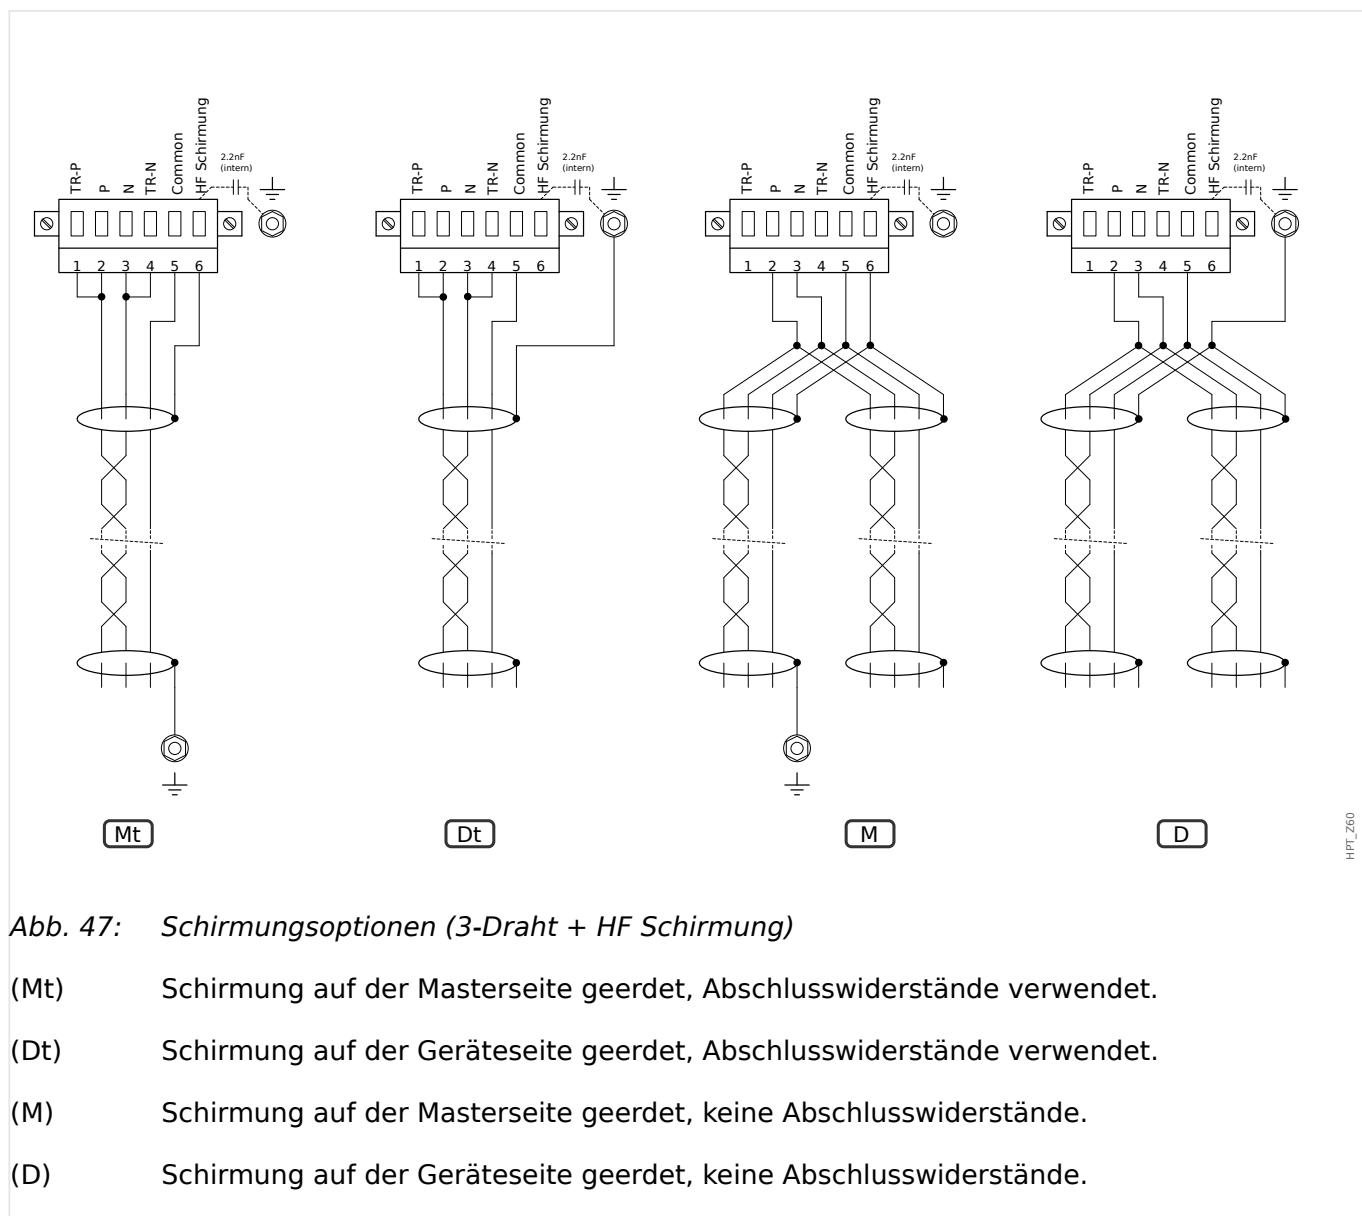 TR-P P N TR-N Common HF Schirmung 2.2nF (intern)
1 2 3 4 5 6
TR-P P N TR-N Common HF Schirmung 2.2nF (intern)
1 2 3 4 5 6
TR-P P N TR-N Common HF Schirmung 2.2nF (intern)
1 2 3 4 5 6
TR-P P N TR-N Common HF Schirmung 2.2nF (intern)
1 2 3 4 5 6
Mt Dt M D
HPT_Z60
Abb. 47: Schirmungsoptionen (3-Draht + HF Schirmung)
(Mt) Schirmung auf der Masterseite geerdet, Abschlusswiderstände verwendet.
(Dt) Schirmung auf der Geräteseite geerdet, Abschlusswiderstände verwendet.
(M) Schirmung auf der Masterseite geerdet, keine Abschlusswiderstände.
(D) Schirmung auf der Geräteseite geerdet, keine Abschlusswiderstände.